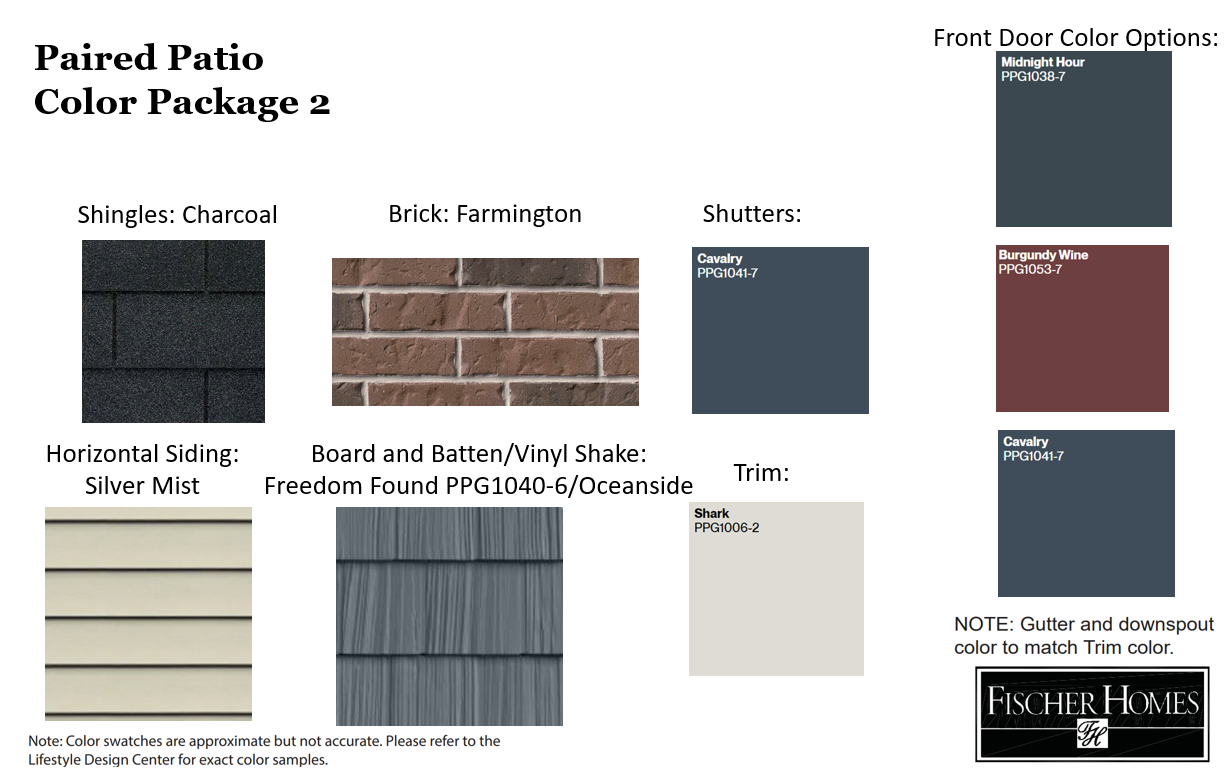 Paired Patio
Color Package 2
Front Door Color Options:
Midnight Hour
PPG1038-7
Shingles: Charcoal
Brick: Farmington
Shutters:
Cavalry
PPG1041-7
Burgundy Wine
PPG1053-7
Horizontal Siding:
Silver Mist
Board and Batten/Vinyl Shake:
Freedom Found PPG1040-6/Oceanside
Trim:
Shark
PPG1006-2
Cavalry
PPG1041-7
NOTE: Gutter and downspout
color to match Trim color.
FISCHER HOMES
FH
Note: Color swatches are approximate but not accurate. Please refer to the
Lifestyle Design Center for exact color samples.